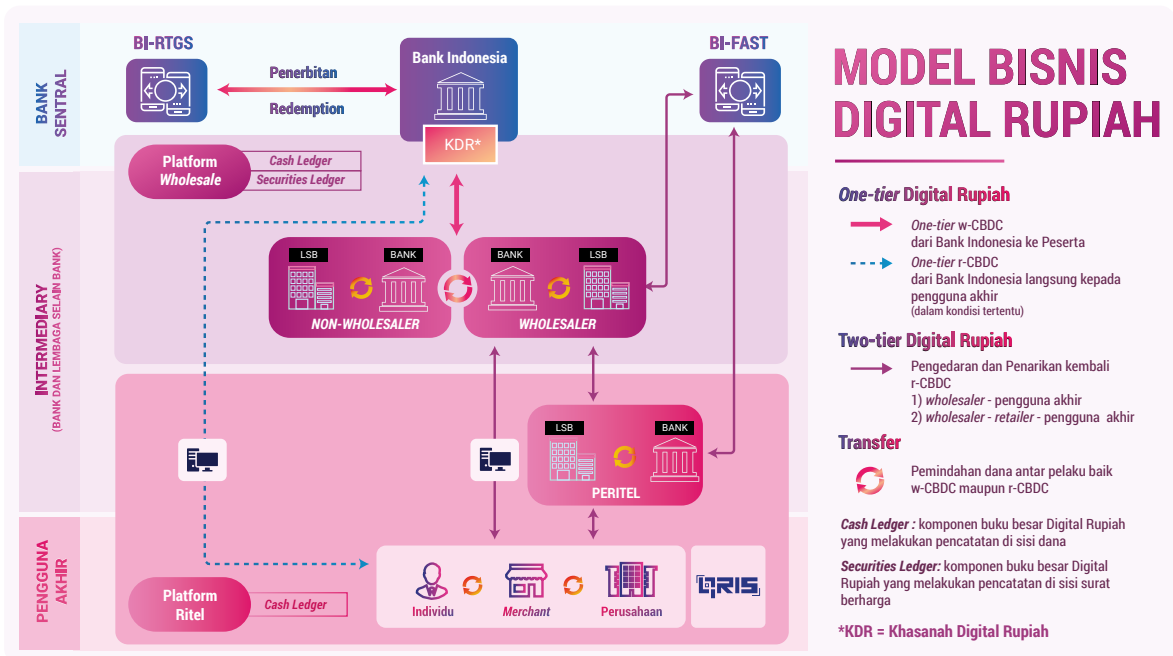 BANK
SENTRAL
INTERMEDIARY
(BANK DAN LEMBAGA SELAIN BANK)
PENGGUNA
AKHIR
BI-RTGS
Penerbitan
Redemption
Bank Indonesia
KDR*
BI-FAST
Platform
Wholesale
Cash Ledger
Securities Ledger
LSB
BANK
NON-WHOLESALER
BANK
LSB
WHOLESALER
LSB
BANK
PERITEL
Platform
Ritel
Cash Ledger
Individu
Merchant
Perusahaan
QRIS
MODEL BISNIS
DIGITAL RUPIAH
One-tier Digital Rupiah
One-tier w-CBDC
dari Bank Indonesia ke Peserta
One-tier r-CBDC
dari Bank Indonesia langsung kepada
pengguna akhir
(dalam kondisi tertentu)
Two-tier Digital Rupiah
Pengedaran dan Penarikan kembali
r-CBDC
1) wholesaler - pengguna akhir
2) wholesaler - retailer - pengguna akhir
Transfer
Pemindahan dana antar pelaku baik
w-CBDC maupun r-CBDC
Cash Ledger : komponen buku besar Digital Rupiah
yang melakukan pencatatan di sisi dana
Securities Ledger: komponen buku besar Digital
Rupiah yang melakukan pencatatan di sisi surat
berharga
*KDR = Khasanah Digital Rupiah